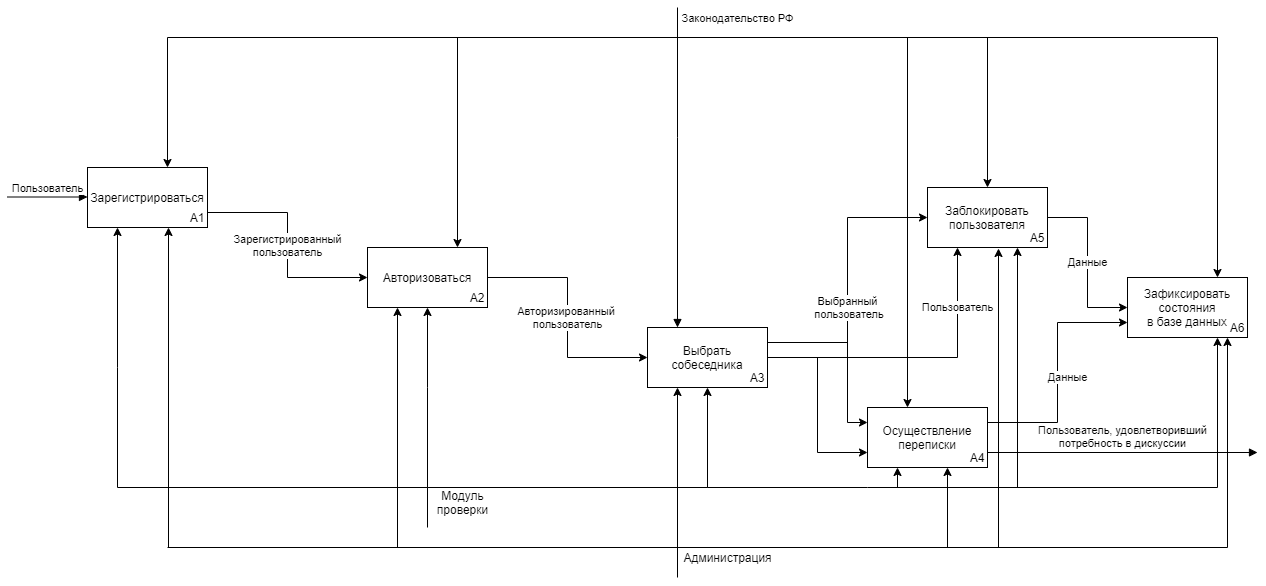 Законодательство РФ
Пользователь
Зарегистрироваться
A1
Зарегистрированный
пользователь
Авторизоваться
A2
Авторизированный
пользователь
Выбрать
собеседника
A3
Выбранный
пользователь
Пользователь
Заблокировать
пользователя
A5
Данные
Зафиксировать
состояния
в базе данных
A6
Данные
Осуществление
переписки
A4
Пользователь, удовлетворивший
потребность в дискуссии
Модуль
проверки
Администрация